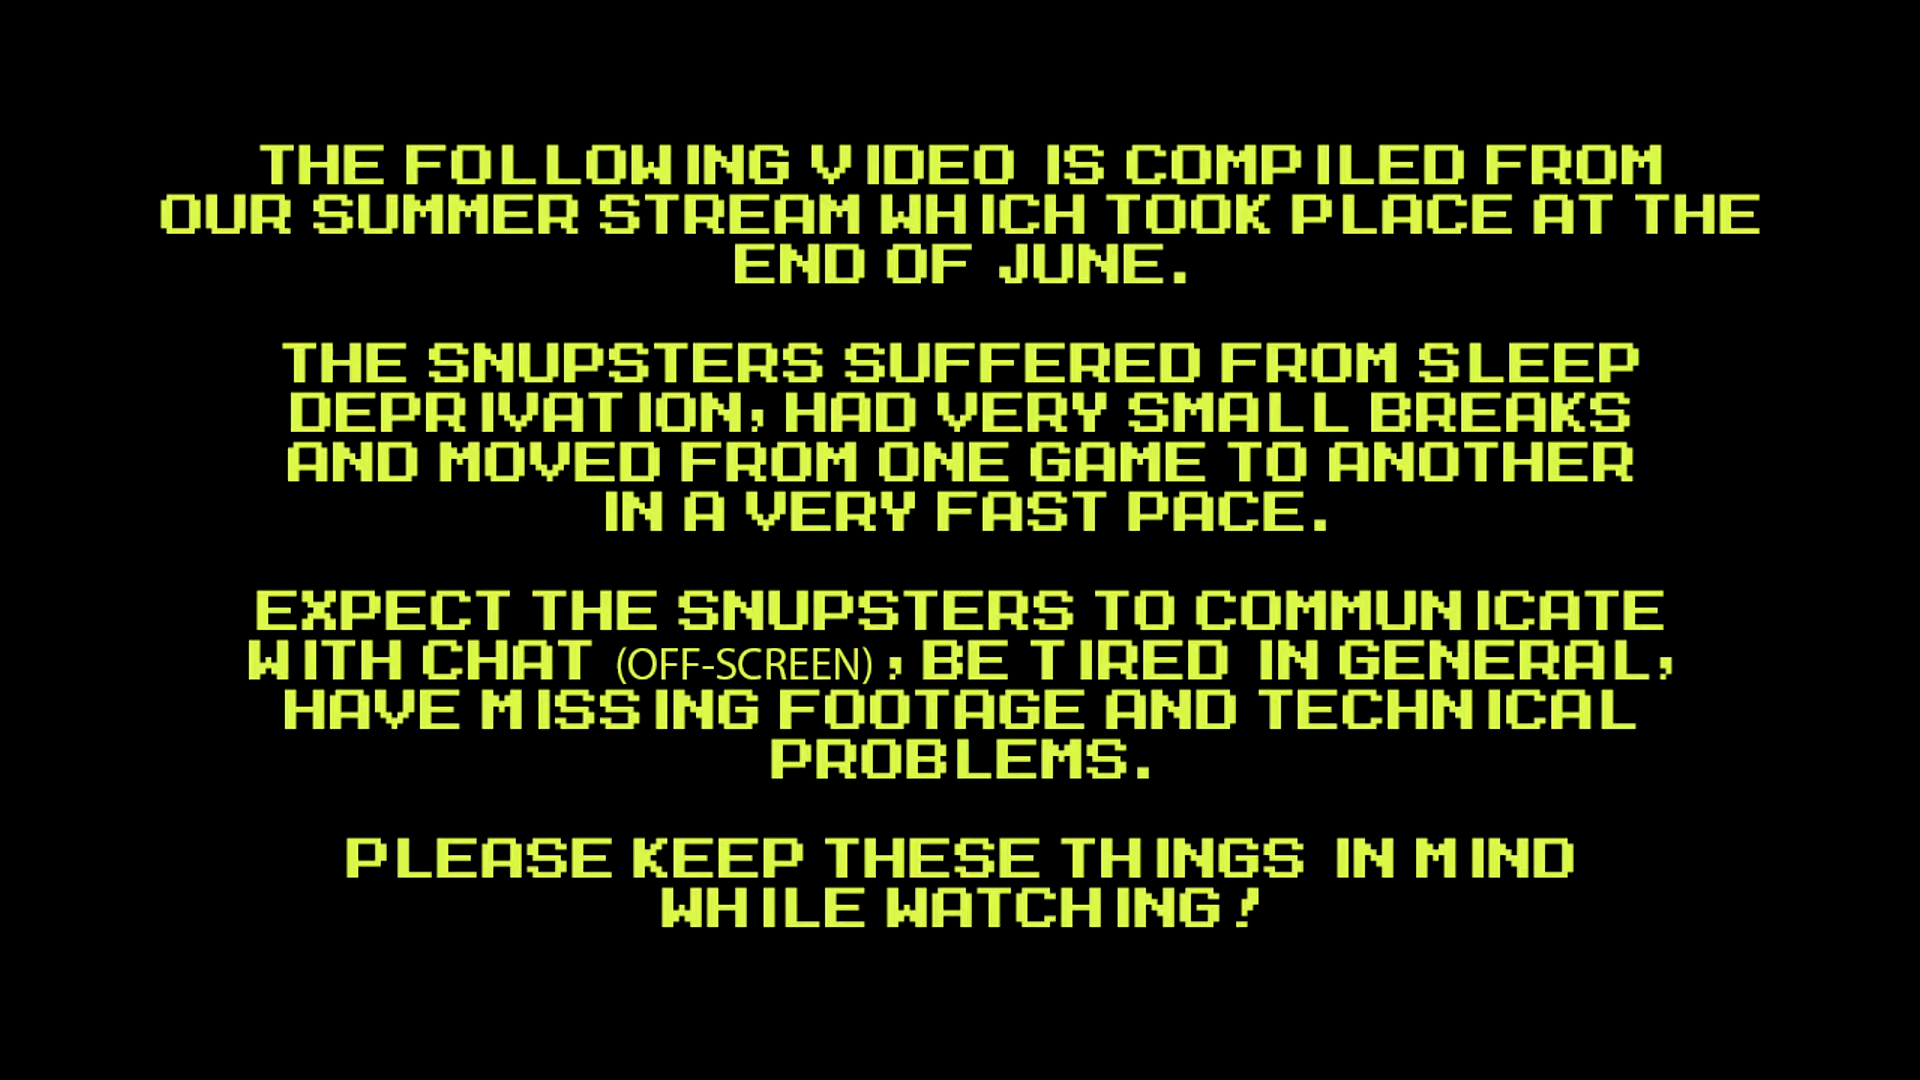 THE FOLLOWING VIDEO IS COMPILED FROM
OUR SUMMER STREAM WHICH TOOK PLACE AT THE
END OF JUNE.
THE SNUPSTERS SUFFERED FROM SLEEP
DEPRIVATION, HAD VERY SMALL BREAKS
AND MOVED FROM ONE GAME TO ANOTHER
IN A VERY FAST PACE.
EXPECT THE SNUPSTERS TO COMMUNICATE
WITH CHAT (OFF-SCREEN) , BE TIRED IN GENERAL,
HAVE MISSING FOOTAGE AND TECHNICAL
PROBLEMS.
PLEASE KEEP THESE THINGS IN MIND
WHILE WATCHING!